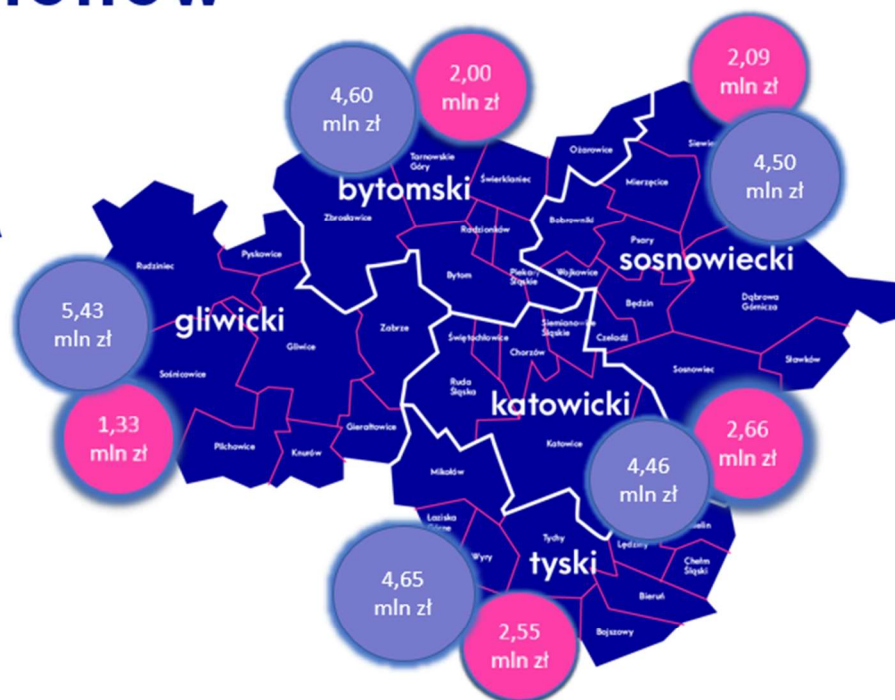 4,60
mln zł
2,00
mln zł
2,09
mln zł
4,50
mln zł
Ożarowice
Tarnowskie
Góry
Świerklaniec
Mierzęcice
bytomski
Zbrosławice
Bobrowniki
Radzionków
Psary
sosnowiecki
Rudziniec
Pyskowice
Bytom
Piekary
Śląskie
Wojkowice
Będzin
Dąbrowa
Górnicza
5,43
mln zł
gliwicki
Gliwice
Zabrze
Świętochłowice
Chorzów
Siemianowice
Śląskie
Czeladź
Sosnowiec
Sławków
Sośnicowice
Ruda
Śląska
katowicki
1,33
mln zł
Pilchowice
Knurów
Gierałtowice
Katowice
2,66
mln zł
4,46
mln zł
Mikołów
Łaziska
Wyry
Tychy
Lędziny
tyski
Chełm
Śląski
Bieruń
Bojszowy
4,65
mln zł
2,55
mln zł